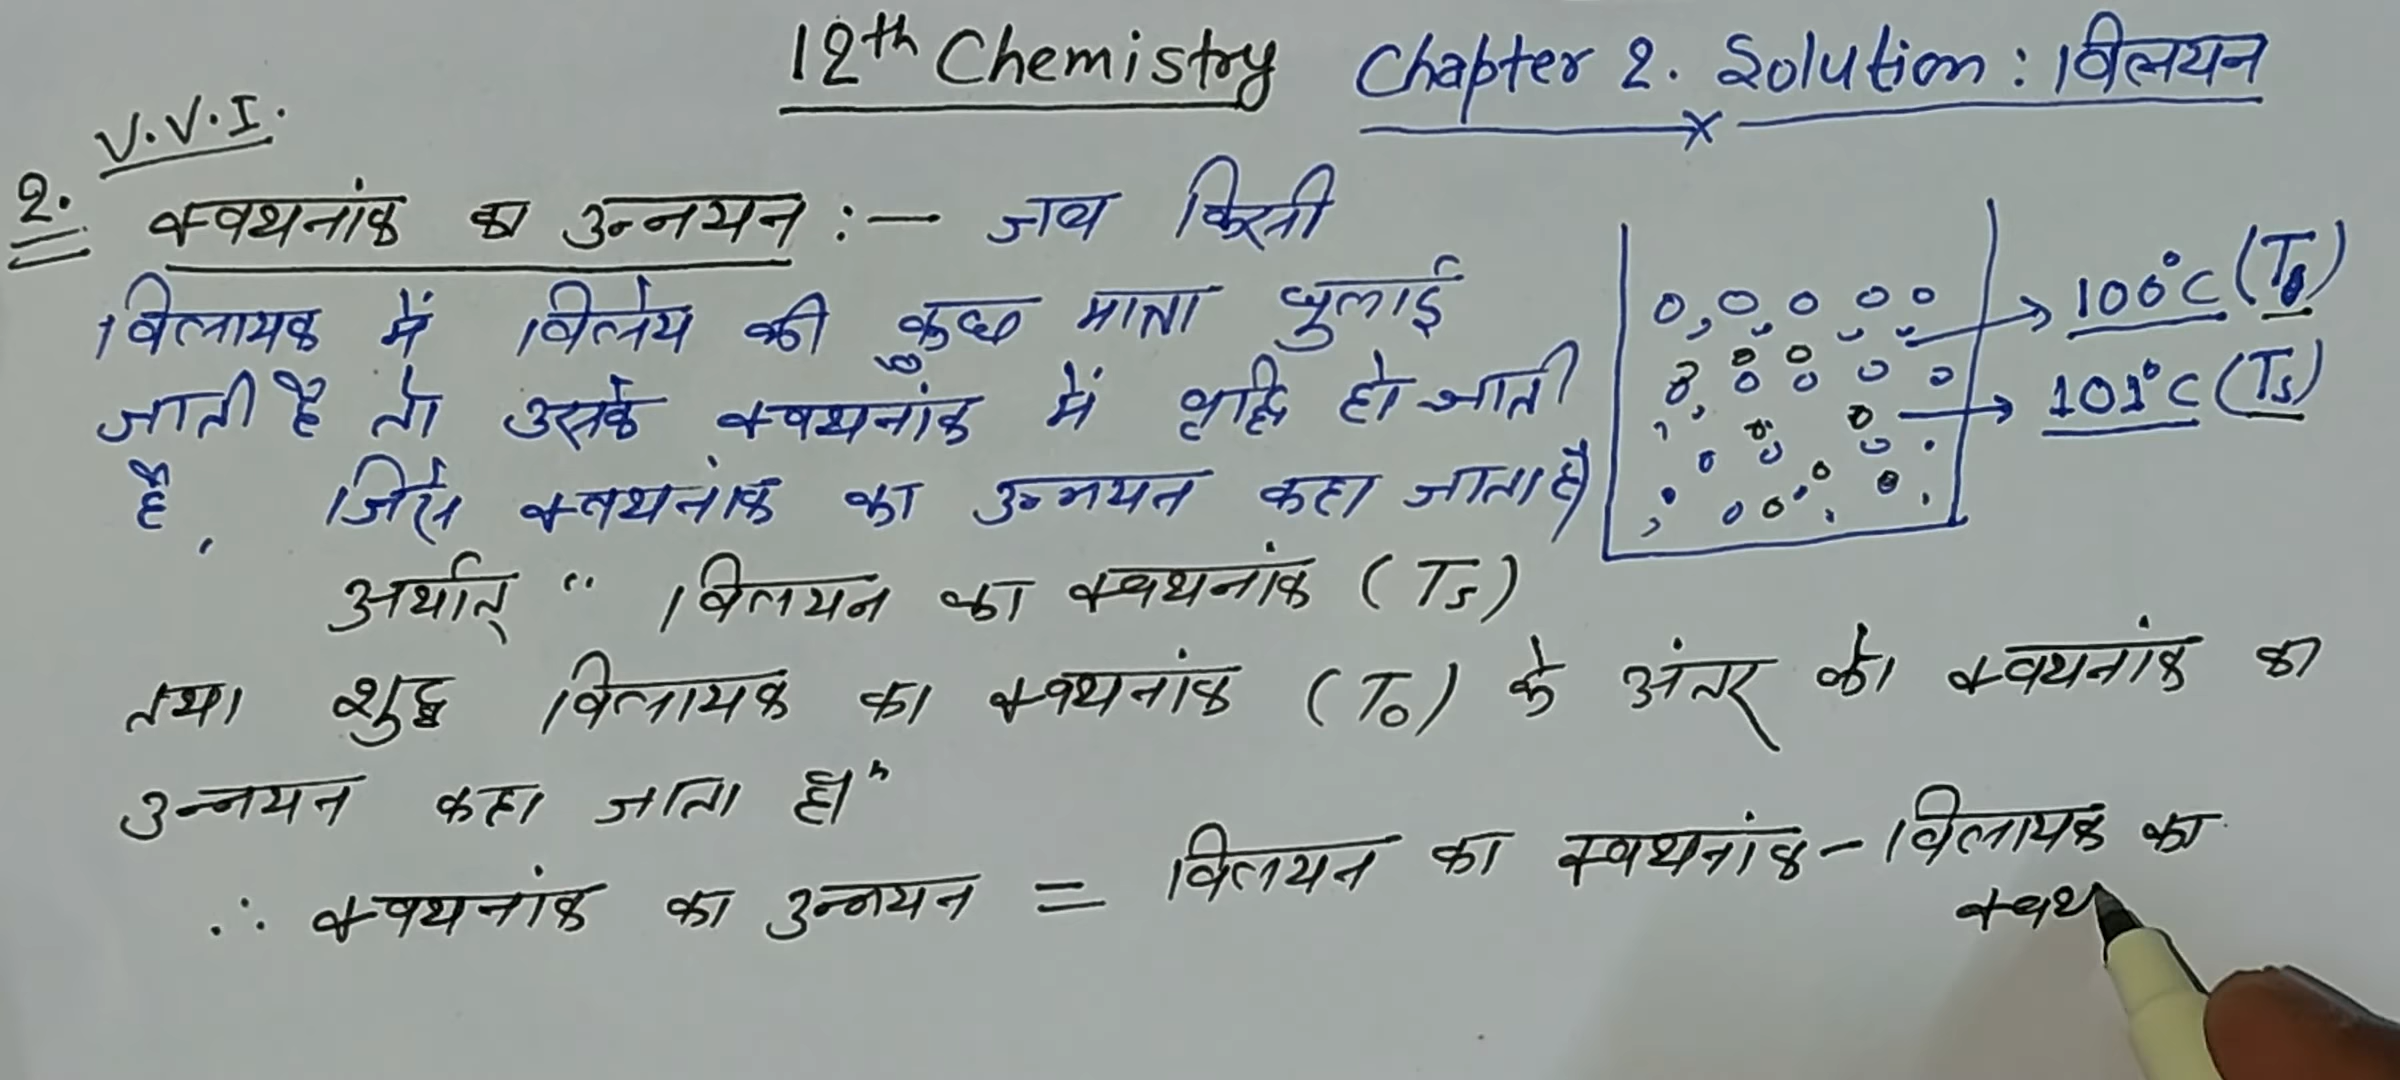 12th Chemistry Chapter 2. Solution : विलयन
V.V.I.
2. क्वथनांक का उन्नयन :— जब किसी
विलायक में विलेय की कुछ मात्रा घुलाई
जाती है तो उसके क्वथनांक में वृद्धि हो जाती
है, जिसे क्वथनांक का उन्नयन कहा जाता है।
100°C (T₀)
101°C (Ts)
अर्थात् " विलयन का क्वथनांक (Ts)
तथा शुद्ध विलायक का क्वथनांक (T₀) के अंतर को क्वथनांक का
उन्नयन कहा जाता है।"
∴ क्वथनांक का उन्नयन = विलयन का क्वथनांक – विलायक का
क्वथ